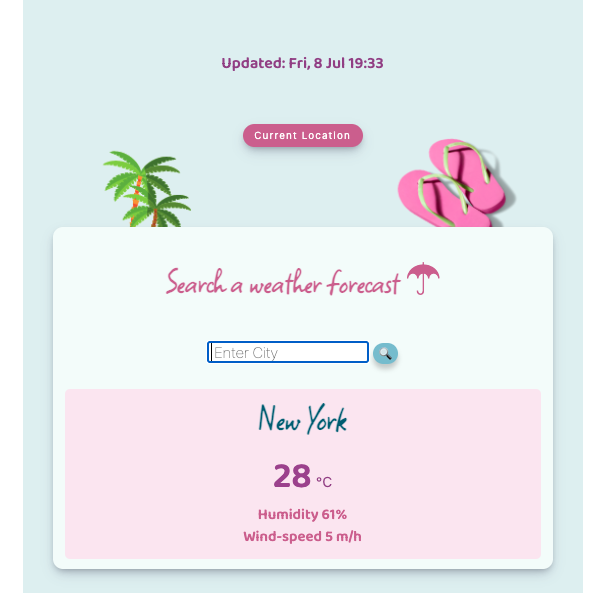 Updated: Fri, 8 Jul 19:33
Current Location
Search a weather forecast
Enter City
New York
28 °C
Humidity 61%
Wind-speed 5 m/h